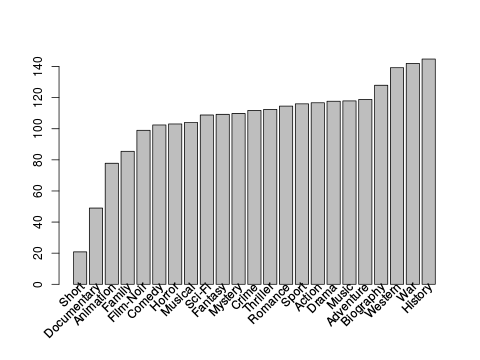 140
120
100
80
60
40
20
0
Short
Documentary
Animation
Family
Film-Noir
Comedy
Horror
Musical
Sci-Fi
Fantasy
Mystery
Crime
Thriller
Romance
Sport
Action
Drama
Music
Adventure
Biography
Western
War
History